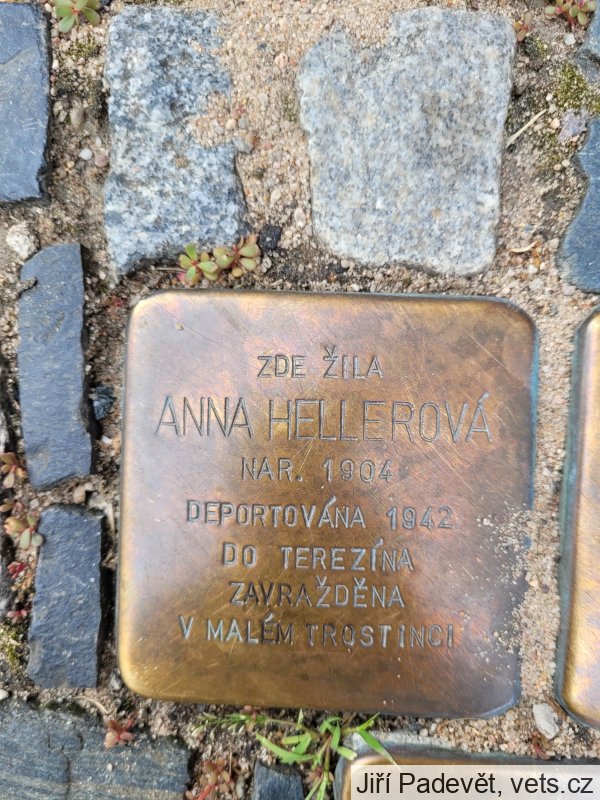 ZDE ŽILA
ANNA HELLEROVÁ
NAR. 1904
DEPORTOVÁNA 1942
DO TEREZÍNA
ZAVRAŽDĚNA
V MALÉM TROSTINCI
Jiří Padevět, vets.cz